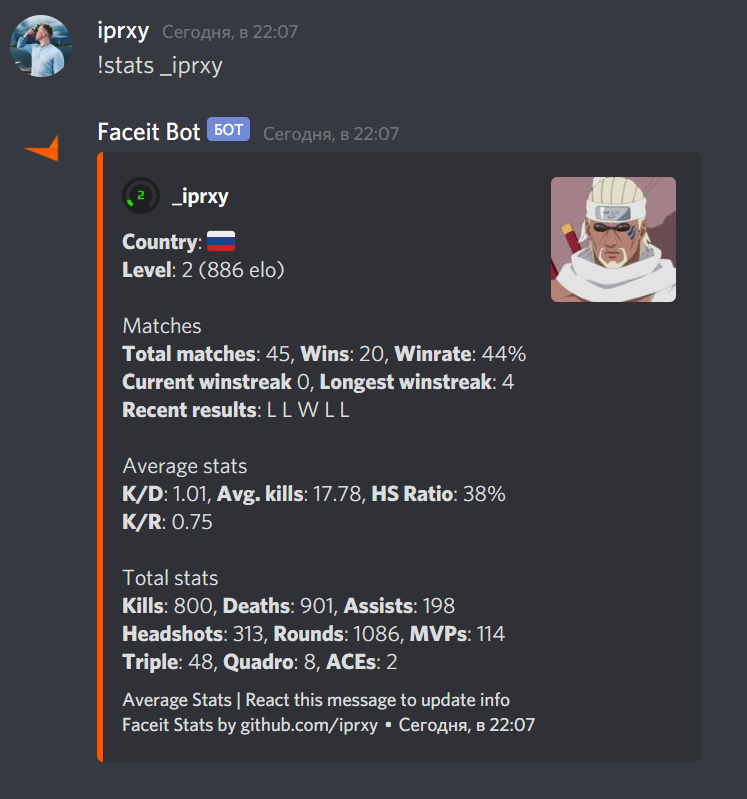 iprxy Сегодня, в 22:07
!stats _iprxy
Faceit Bot БОТ Сегодня, в 22:07
2 _iprxy
Country:
Level: 2 (886 elo)
Matches
Total matches: 45, Wins: 20, Winrate: 44%
Current winstreak 0, Longest winstreak: 4
Recent results: L L W L L
Average stats
K/D: 1.01, Avg. kills: 17.78, HS Ratio: 38%
K/R: 0.75
Total stats
Kills: 800, Deaths: 901, Assists: 198
Headshots: 313, Rounds: 1086, MVPs: 114
Triple: 48, Quadro: 8, ACEs: 2
Average Stats | React this message to update info
Faceit Stats by github.com/iprxy • Сегодня, в 22:07